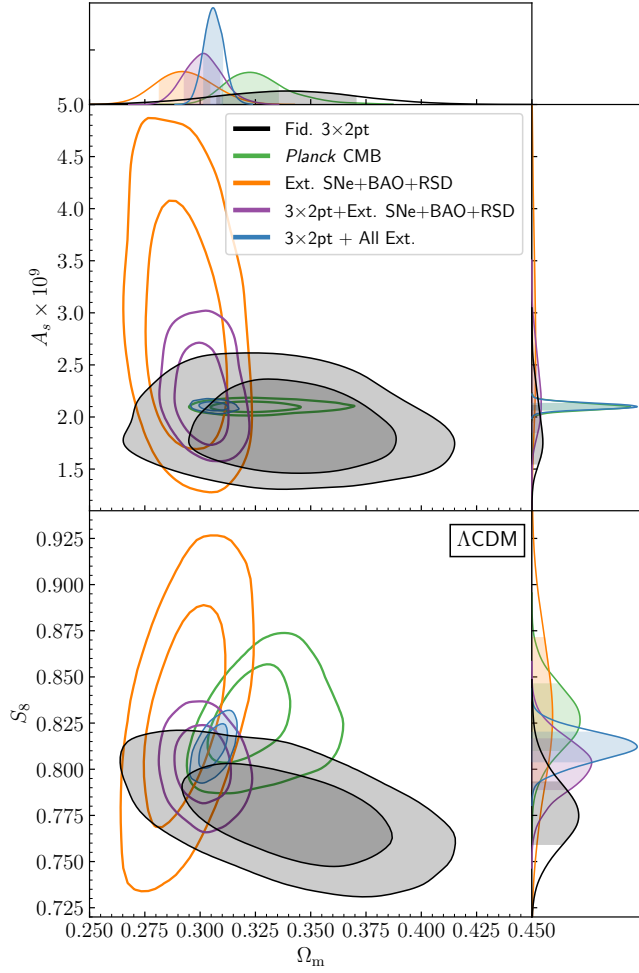 5.0
4.5
4.0
3.5
3.0
2.5
2.0
1.5
A_s × 10^9
Fid. 3×2pt
Planck CMB
Ext. SNe+BAO+RSD
3×2pt+Ext. SNe+BAO+RSD
3×2pt + All Ext.
0.925
0.900
0.875
0.850
0.825
0.800
0.775
0.750
0.725
S_8
ΛCDM
0.250 0.275 0.300 0.325 0.350 0.375 0.400 0.425 0.450
Ω_m